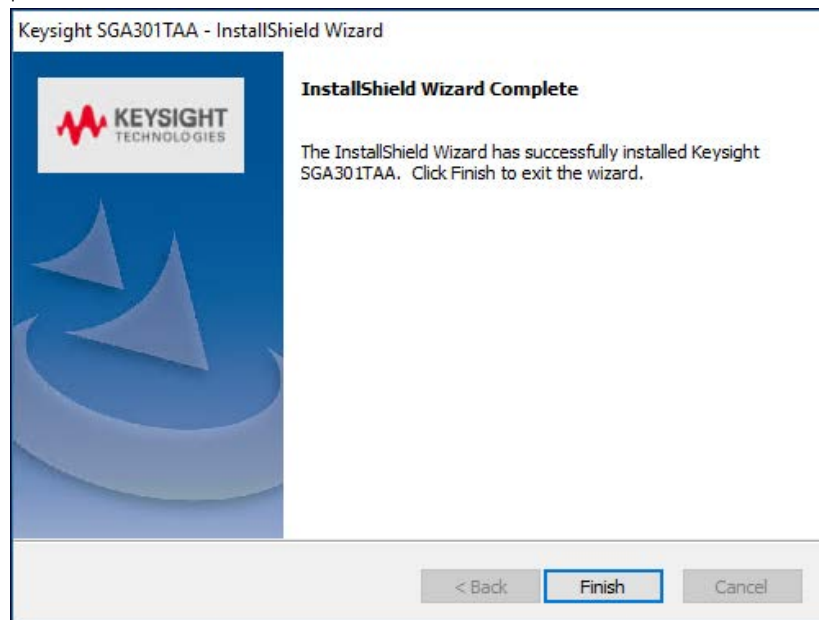 Keysight SGA301TAA - InstallShield Wizard
KEYSIGHT
TECHNOLOGIES
InstallShield Wizard Complete
The InstallShield Wizard has successfully installed Keysight
SGA301TAA. Click Finish to exit the wizard.
< Back
Finish
Cancel